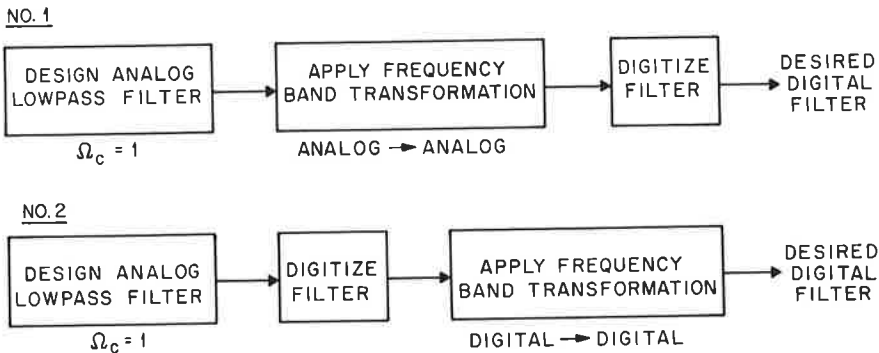 NO. 1
DESIGN ANALOG
LOWPASS FILTER
Ω_c = 1
APPLY FREQUENCY
BAND TRANSFORMATION
ANALOG → ANALOG
DIGITIZE
FILTER
DESIRED
DIGITAL
FILTER
NO. 2
DESIGN ANALOG
LOWPASS FILTER
Ω_c = 1
DIGITIZE
FILTER
APPLY FREQUENCY
BAND TRANSFORMATION
DIGITAL → DIGITAL
DESIRED
DIGITAL
FILTER